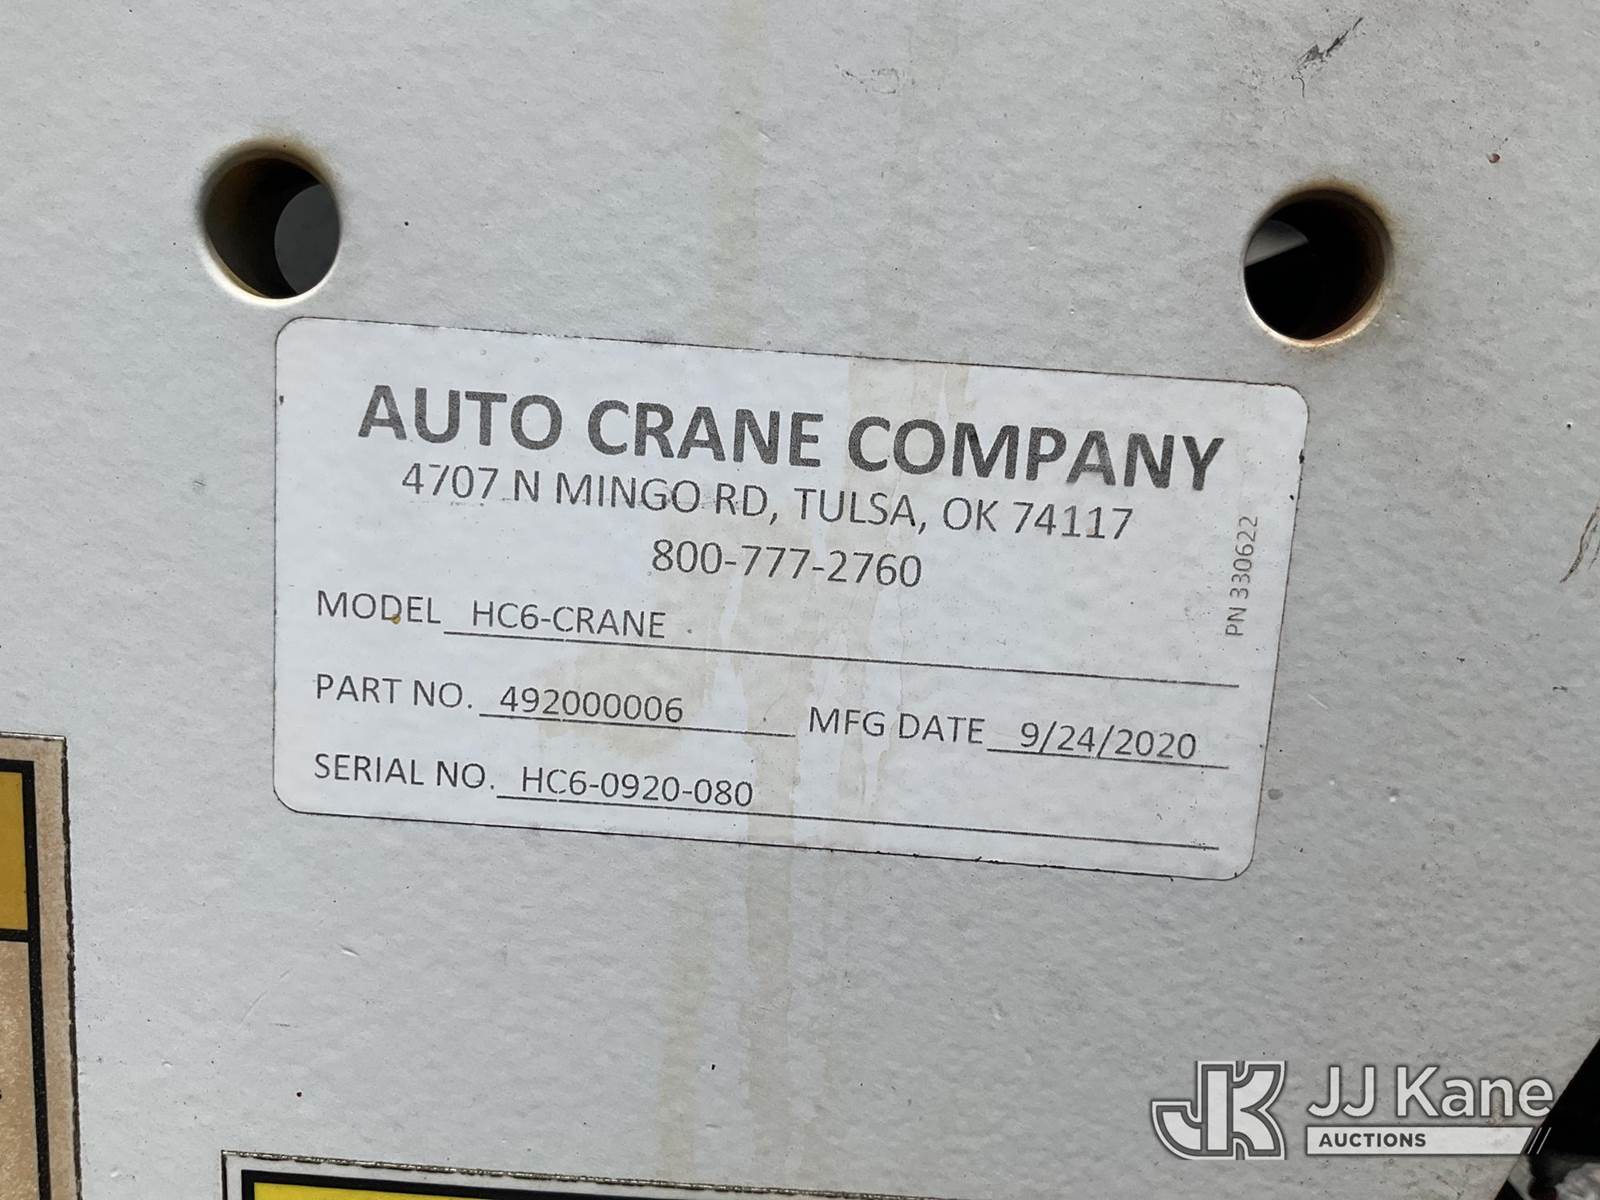 AUTO CRANE COMPANY
4707 N MINGO RD, TULSA, OK 74117
800-777-2760
PN 330622
MODEL HC6-CRANE
PART NO. 492000006 MFG DATE 9/24/2020
SERIAL NO. HC6-0920-080
JK JJ Kane
AUCTIONS